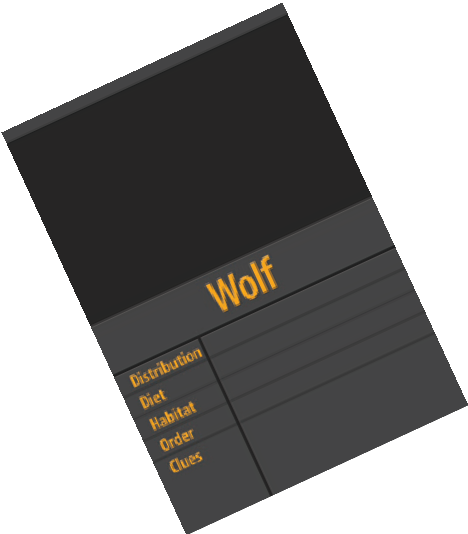 Wolf
Distribution
Diet
Habitat
Order
Clues